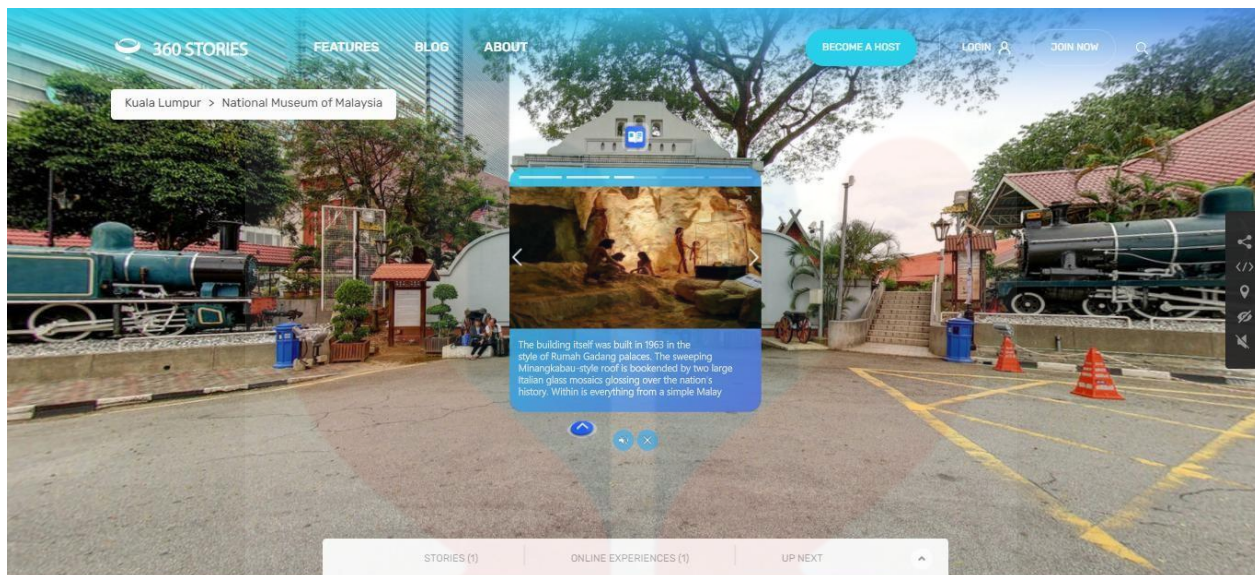 360 STORIES
FEATURES
BLOG
ABOUT
BECOME A HOST
LOGIN
JOIN NOW
Kuala Lumpur > National Museum of Malaysia
The building itself was built in 1963 in the
style of Rumah Gadang palaces. The sweeping
Minangkabau-style roof is bookended by two large
Italian glass mosaics glossing over the nation's
history. Within is everything from a simple Malay
STORIES (1)
ONLINE EXPERIENCES (1)
UP NEXT